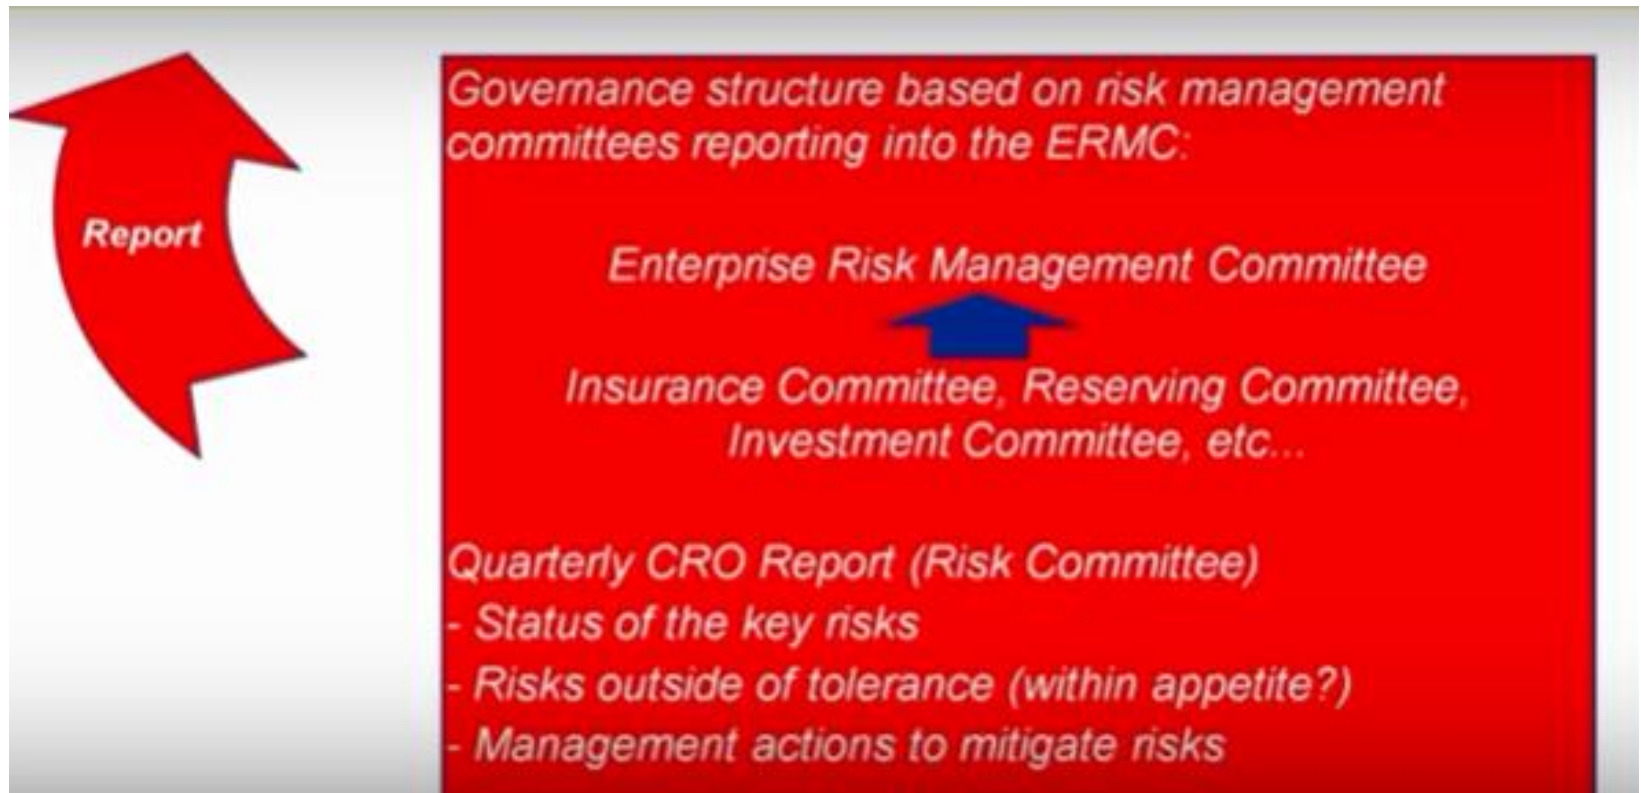 Report
Governance structure based on risk management
committees reporting into the ERMC:
Enterprise Risk Management Committee
Insurance Committee, Reserving Committee,
Investment Committee, etc...
Quarterly CRO Report (Risk Committee)
- Status of the key risks
- Risks outside of tolerance (within appetite?)
- Management actions to mitigate risks